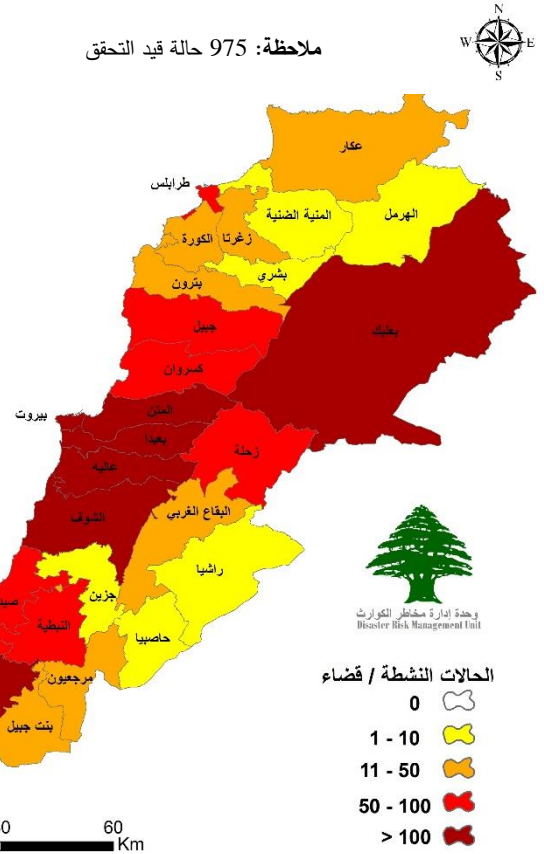 N
W E
S
ملاحظة: 975 حالة قيد التحقق
عكار
طرابلس
المنية الضنية
الهرمل
زغرتا
الكورة
بشري
بترون
بعلبك
جبيل
كسروان
المتن
بيروت
بعبدا
زحلة
عاليه
الشوف
البقاع الغربي
راشيا
جزين
النبطية
حاصبيا
مرجعيون
بنت جبيل
وحدة إدارة مخاطر الكوارث
Disaster Risk Management Unit
الحالات النشطة / قضاء
0
1 - 10
11 - 50
50 - 100
> 100
60
Km